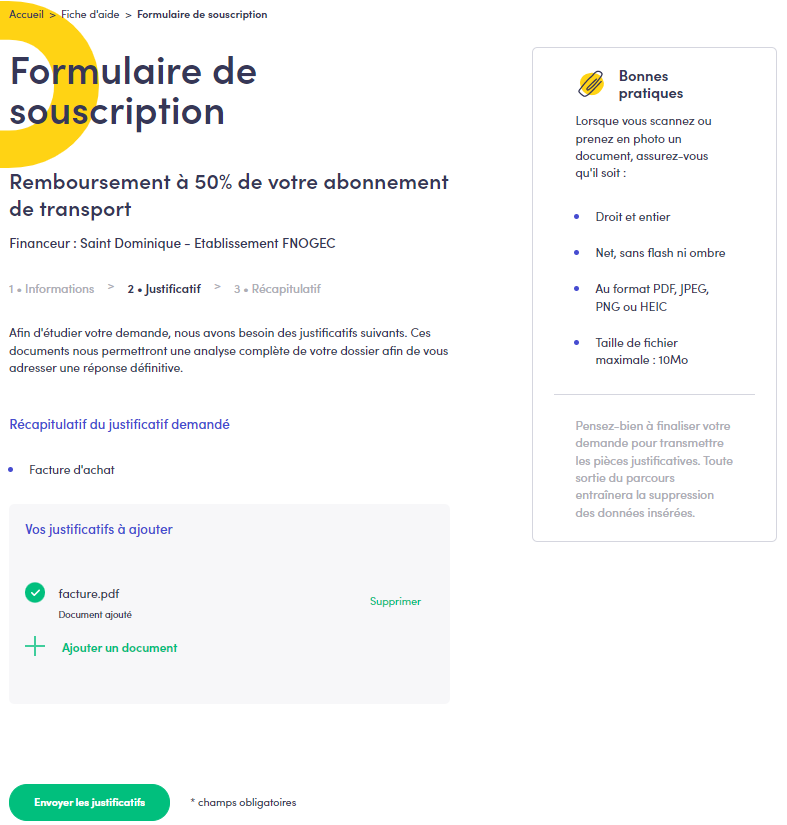 Accueil > Fiche d'aide > Formulaire de souscription
Formulaire de
souscription
Remboursement à 50% de votre abonnement
de transport
Financeur : Saint Dominique - Etablissement FNOGEC
1 • Informations > 2 • Justificatif > 3 • Récapitulatif
Afin d'étudier votre demande, nous avons besoin des justificatifs suivants. Ces
documents nous permettront une analyse complète de votre dossier afin de vous
adresser une réponse définitive.
Récapitulatif du justificatif demandé
Facture d'achat
Vos justificatifs à ajouter
facture.pdf
Document ajouté
Supprimer
Ajouter un document
Envoyer les justificatifs
* champs obligatoires
Bonnes
pratiques
Lorsque vous scannez ou
prenez en photo un
document, assurez-vous
qu'il soit :
Droit et entier
Net, sans flash ni ombre
Au format PDF, JPEG,
PNG ou HEIC
Taille de fichier
maximale : 10Mo
Pensez-bien à finaliser votre
demande pour transmettre
les pièces justificatives. Toute
sortie du parcours
entraînera la suppression
des données insérées.